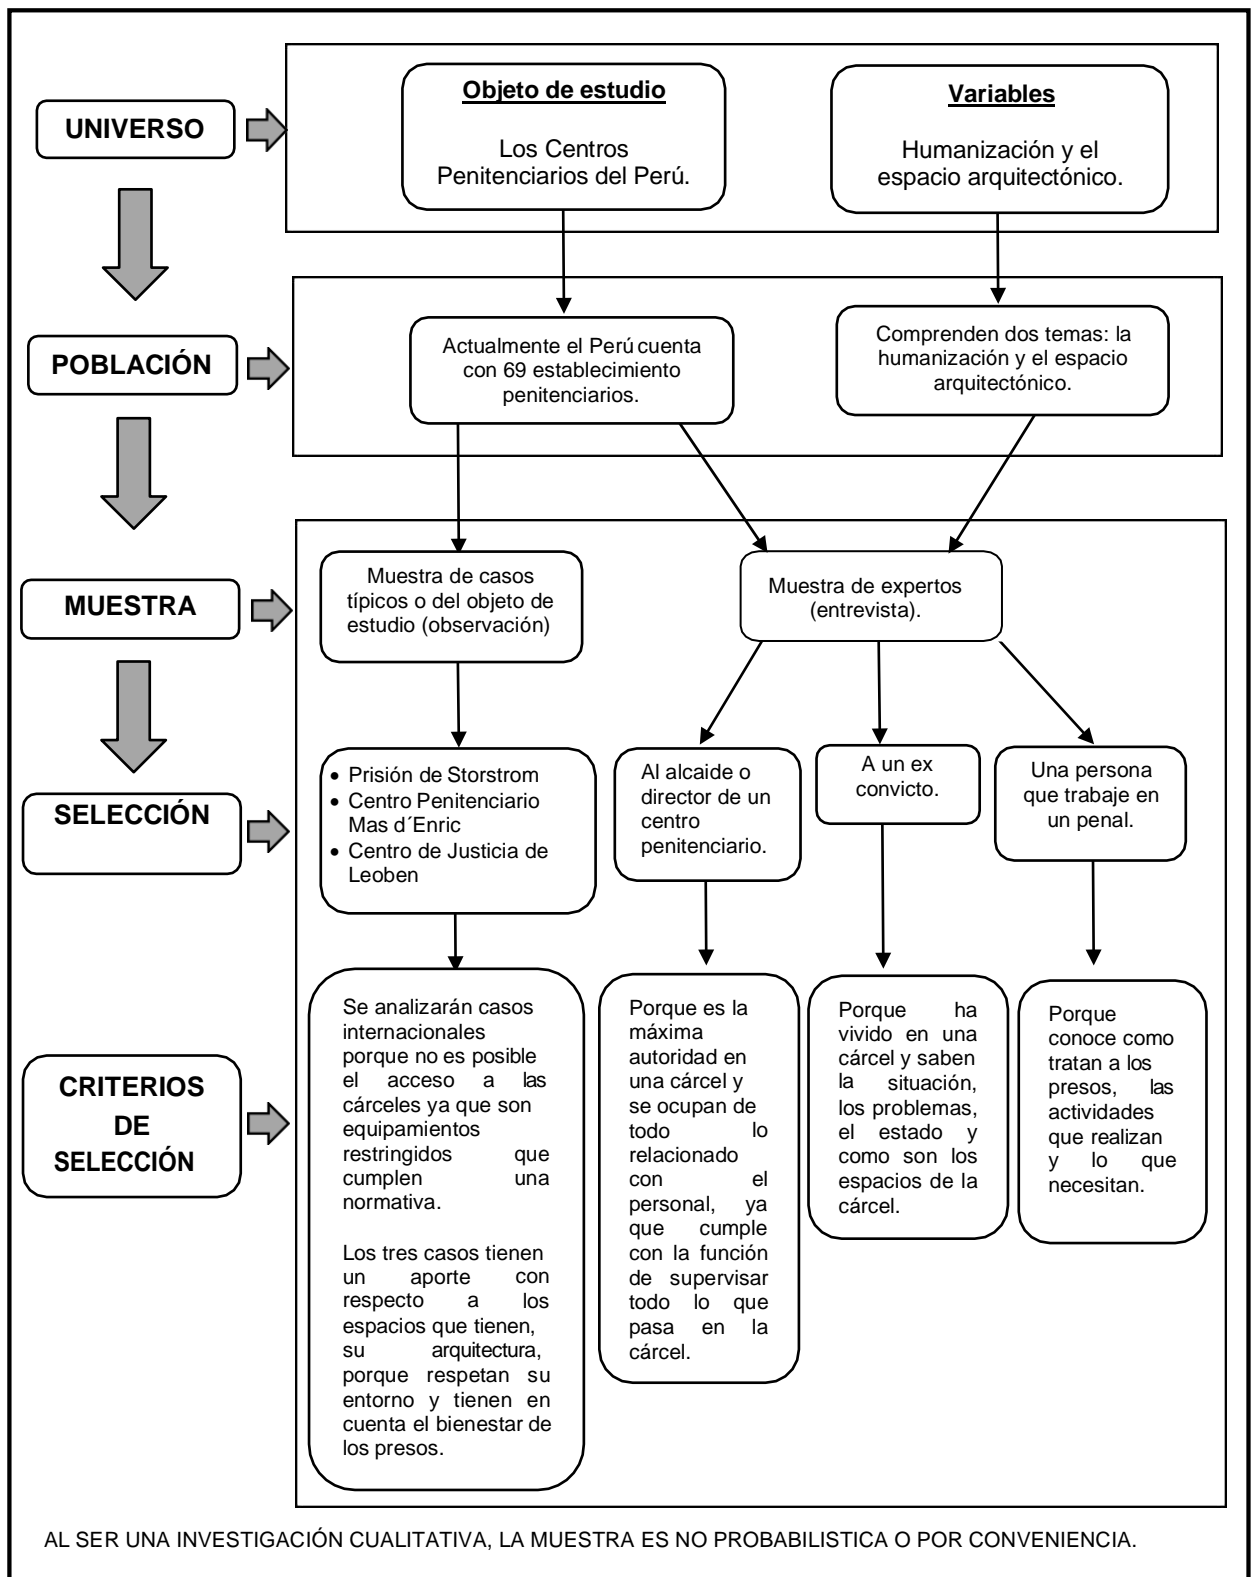 UNIVERSO
Objeto de estudio
Los Centros
Penitenciarios del Perú.
Variables
Humanización y el
espacio arquitectónico.
POBLACIÓN
Actualmente el Perú cuenta
con 69 establecimiento
penitenciarios.
Comprenden dos temas: la
humanización y el espacio
arquitectónico.
MUESTRA
Muestra de casos
típicos o del objeto de
estudio (observación)
Muestra de expertos
(entrevista).
SELECCIÓN
• Prisión de Storstrom
• Centro Penitenciario
Mas d´Enric
• Centro de Justicia de
Leoben
Al alcaide o
director de un
centro
penitenciario.
A un ex
convicto.
Una persona
que trabaje en
un penal.
CRITERIOS
DE
SELECCIÓN
Se analizarán casos
internacionales
porque no es posible
el acceso a las
cárceles ya que son
equipamientos
restringidos que
cumplen una
normativa.
Los tres casos tienen
un aporte con
respecto a los
espacios que tienen,
su arquitectura,
porque respetan su
entorno y tienen en
cuenta el bienestar de
los presos.
Porque es la
máxima
autoridad en
una cárcel y
se ocupan de
todo lo
relacionado
con el
personal, ya
que cumple
con la función
de supervisar
todo lo que
pasa en la
cárcel.
Porque ha
vivido en una
cárcel y saben
la situación,
los problemas,
el estado y
como son los
espacios de la
cárcel.
Porque
conoce como
tratan a los
presos, las
actividades
que realizan
y lo que
necesitan.
AL SER UNA INVESTIGACIÓN CUALITATIVA, LA MUESTRA ES NO PROBABILISTICA O POR CONVENIENCIA.